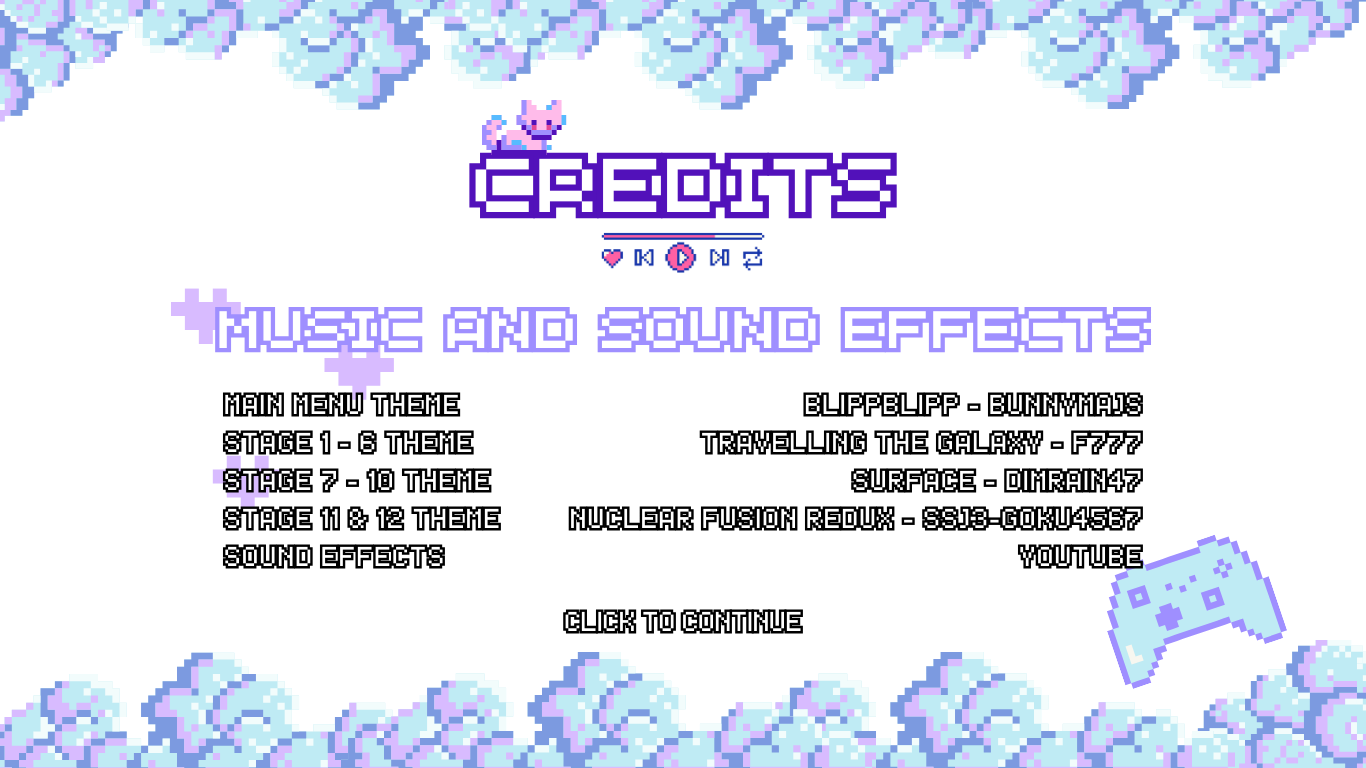 CREDITS
MUSIC AND SOUND EFFECTS
MAIN MENU THEME BLIPPBLIPP - BUNNYMAJS
STAGE 1 - 6 THEME TRAVELLING THE GALAXY - F777
STAGE 7 - 10 THEME SURFACE - DIMRAIN47
STAGE 11 & 12 THEME NUCLEAR FUSION REDUX - SSJ3-GOKU4567
SOUND EFFECTS YOUTUBE
CLICK TO CONTINUE